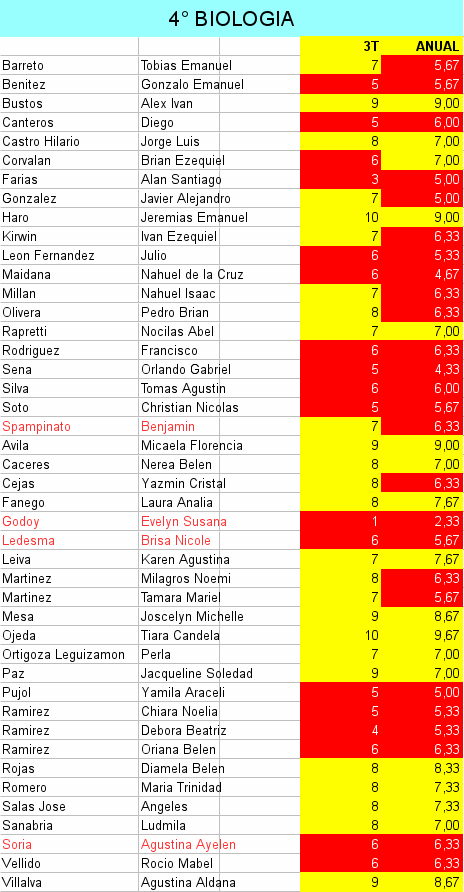 4° BIOLOGIA
3T ANUAL
Barreto Tobias Emanuel 7 5,67
Benitez Gonzalo Emanuel 5 5,67
Bustos Alex Ivan 9 9,00
Canteros Diego 5 6,00
Castro Hilario Jorge Luis 8 7,00
Corvalan Brian Ezequiel 6 7,00
Farias Alan Santiago 3 5,00
Gonzalez Javier Alejandro 7 5,00
Haro Jeremias Emanuel 10 9,00
Kirwin Ivan Ezequiel 7 6,33
Leon Fernandez Julio 6 5,33
Maidana Nahuel de la Cruz 6 4,67
Millan Nahuel Isaac 7 6,33
Olivera Pedro Brian 8 6,33
Rapretti Nocilas Abel 7 7,00
Rodriguez Francisco 6 6,33
Sena Orlando Gabriel 5 4,33
Silva Tomas Agustin 6 6,00
Soto Christian Nicolas 5 5,67
Spampinato Benjamin 7 6,33
Avila Micaela Florencia 9 9,00
Caceres Nerea Belen 8 7,00
Cejas Yazmin Cristal 8 6,33
Fanego Laura Analia 8 7,67
Godoy Evelyn Susana 1 2,33
Ledesma Brisa Nicole 6 5,67
Leiva Karen Agustina 7 7,67
Martinez Milagros Noemi 8 6,33
Martinez Tamara Mariel 7 5,67
Mesa Joscelyn Michelle 9 8,67
Ojeda Tiara Candela 10 9,67
Ortigoza Leguizamon Perla 7 7,00
Paz Jacqueline Soledad 9 7,00
Pujol Yamila Araceli 5 5,00
Ramirez Chiara Noelia 5 5,33
Ramirez Debora Beatriz 4 5,33
Ramirez Oriana Belen 6 6,33
Rojas Diamela Belen 8 8,33
Romero Maria Trinidad 8 7,33
Salas Jose Angeles 8 7,33
Sanabria Ludmila 8 7,00
Soria Agustina Ayelen 6 6,33
Vellido Rocio Mabel 6 6,33
Villalva Agustina Aldana 9 8,67